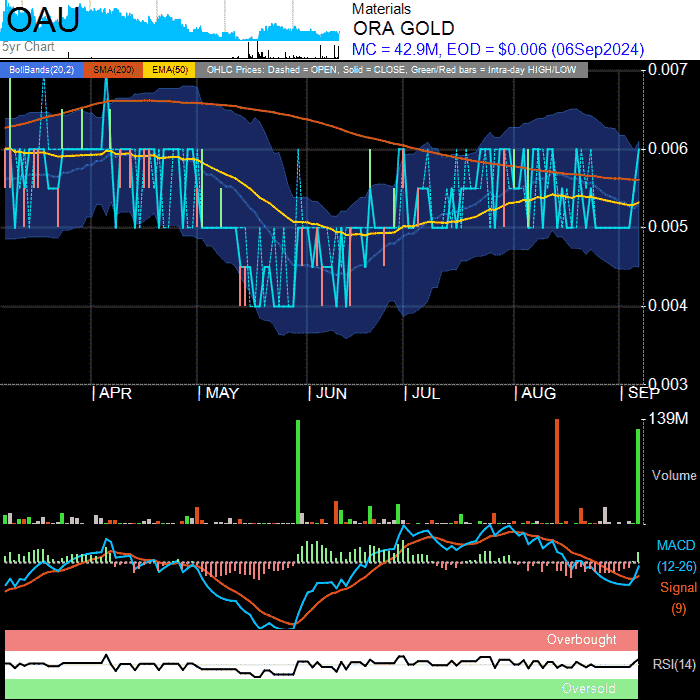 OAU
5yr Chart
Materials
ORA GOLD
MC = 42.9M, EOD = $0.006 (06Sep2024)
BollBands(20,2) SMA(200) EMA(50) OHLC Prices: Dashed = OPEN, Solid = CLOSE, Green/Red bars = Intra-day HIGH/LOW
0.007
0.006
0.005
0.004
0.003
| APR | MAY | JUN | JUL | AUG | SEP
139M
Volume
MACD
(12-26)
Signal
(9)
Overbought
RSI(14)
Oversold